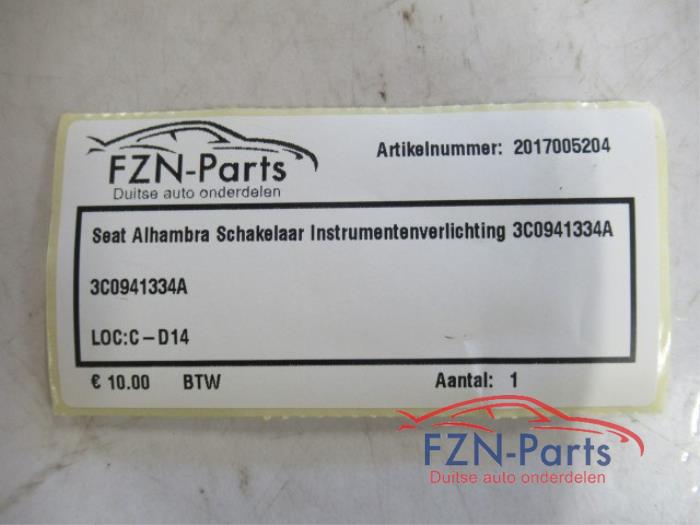 FZN-Parts
Duitse auto onderdelen
Artikelnummer: 2017005204
Seat Alhambra Schakelaar Instrumentenverlichting 3C0941334A
3C0941334A
LOC:C-D14
€ 10.00 BTW Aantal: 1
FZN-Parts
Duitse auto onderdelen